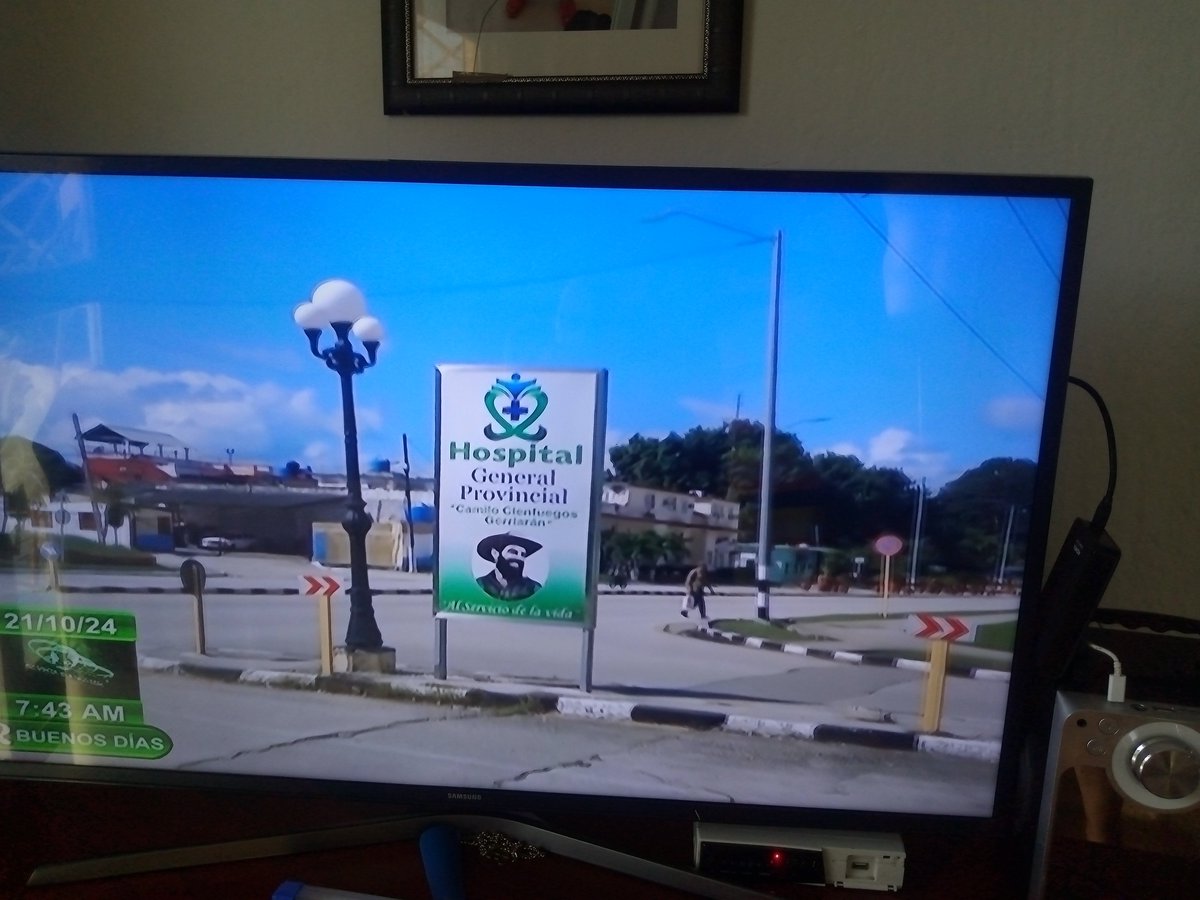 Hospital
General
Provincial
"Camilo Cienfuegos
Gorriarán"
"Al servicio de la vida"
21/10/24
7:43 AM
BUENOS DÍAS
SAMSUNG